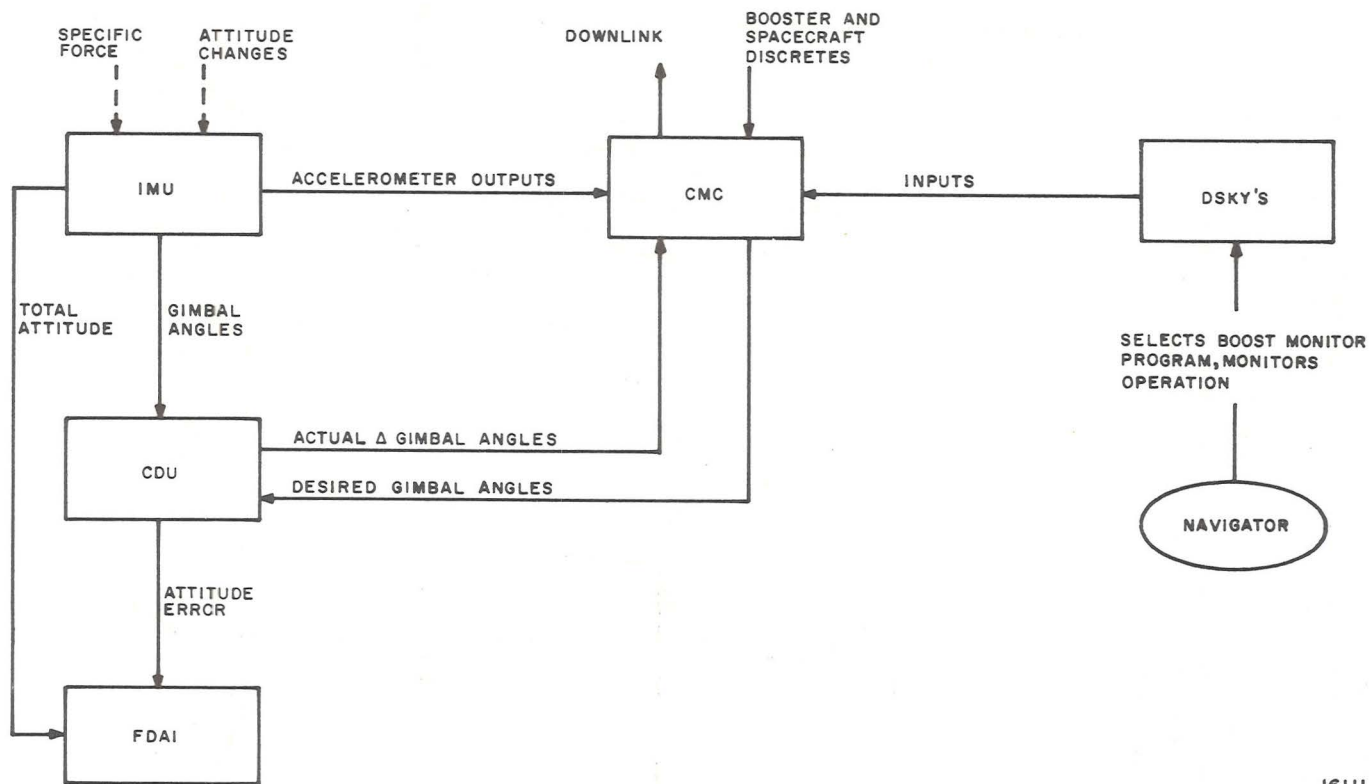 SPECIFIC
FORCE
ATTITUDE
CHANGES
DOWNLINK
BOOSTER AND
SPACECRAFT
DISCRETES
IMU
ACCELEROMETER OUTPUTS
CMC
INPUTS
DSKY'S
TOTAL
ATTITUDE
GIMBAL
ANGLES
SELECTS BOOST MONITOR
PROGRAM, MONITORS
OPERATION
CDU
ACTUAL Δ GIMBAL ANGLES
DESIRED GIMBAL ANGLES
NAVIGATOR
ATTITUDE
ERRCR
FDAI